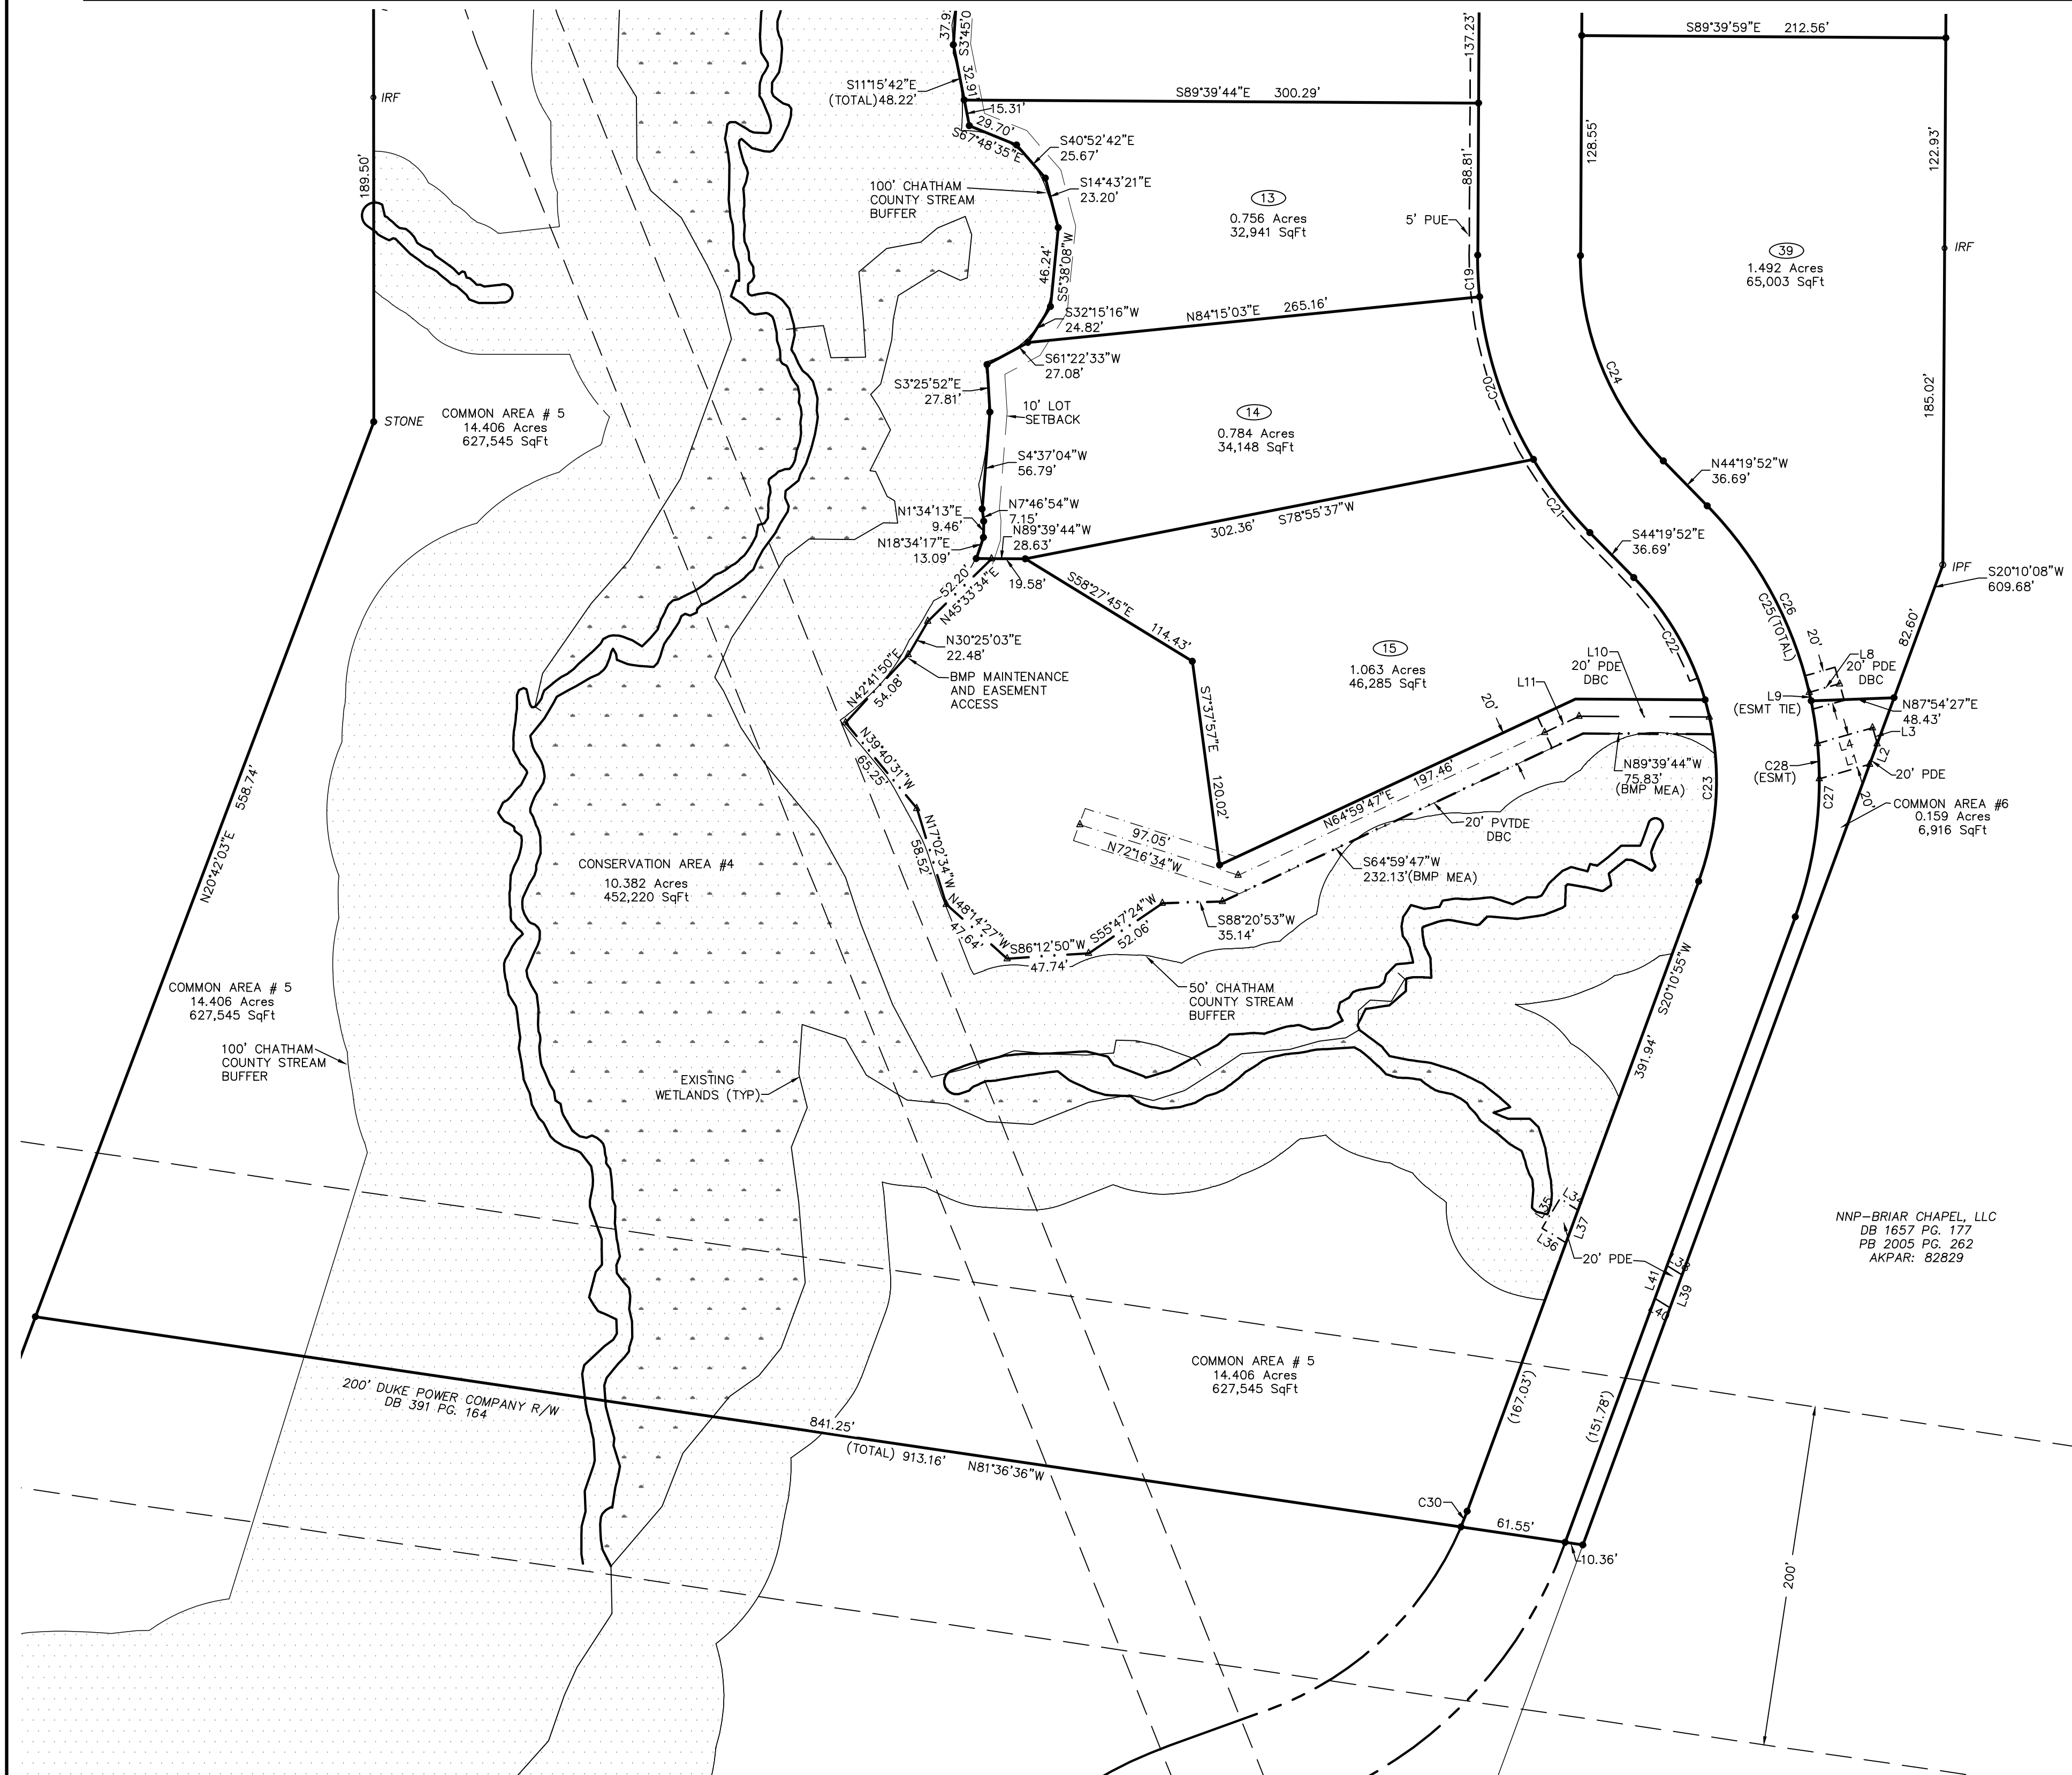 37.9
S3°45'0
137.23'
S89°39'59"E 212.56'
S11°15'42"E
(TOTAL)48.22'
32.91'
15.31'
29.70'
S67°48'35"E
S89°39'44"E 300.29'
IRF
189.50'
S40°52'42"E
25.67'
S14°43'21"E
23.20'
100' CHATHAM
COUNTY STREAM
BUFFER
88.81'
128.55'
122.93'
13
0.756 Acres
32,941 SqFt
5' PUE
39
1.492 Acres
65,003 SqFt
IRF
46.24'
S5°38'08"W
C19
S32°15'16"W
24.82'
N84°15'03"E 265.16'
S61°22'33"W
27.08'
S3°25'52"E
27.81'
10' LOT
SETBACK
C20
C24
185.02'
STONE
COMMON AREA # 5
14.406 Acres
627,545 SqFt
14
0.784 Acres
34,148 SqFt
S4°37'04"W
56.79'
N44°19'52"W
36.69'
N7°46'54"W
7.15'
N1°34'13"E
9.46'
N89°39'44"W
28.63'
N18°34'17"E
13.09'
302.36' S78°55'37"W
C21
S44°19'52"E
36.69'
19.58'
52.20'
N45°33'34"E
S58°27'45"E
114.43'
IPF
S20°10'08"W
609.68'
N30°25'03"E
22.48'
N42°41'50"E
54.08'
BMP MAINTENANCE
AND EASEMENT
ACCESS
15
1.063 Acres
46,285 SqFt
C22
C26
C25(TOTAL)
20'
82.60'
L8
20' PDE
DBC
L10
20' PDE
DBC
L11
L9
(ESMT TIE)
N87°54'27"E
48.43'
L3
S7°37'57"E
120.02'
20'
N39°40'31"W
65.25'
L4
L1
L2
20' PDE
20'
C28
(ESMT)
C27
C23
N89°39'44"W
75.83'
(BMP MEA)
N64°59'47"E 197.46'
20' PVTDE
DBC
COMMON AREA #6
0.159 Acres
6,916 SqFt
97.05'
N72°16'34"W
S64°59'47"W
232.13'(BMP MEA)
N17°02'34"W
58.52'
CONSERVATION AREA #4
10.382 Acres
452,220 SqFt
N20°42'03"E 558.74'
N48°14'27"W
47.64'
S86°12'50"W
47.74'
S55°47'24"W
52.06'
S88°20'53"W
35.14'
50' CHATHAM
COUNTY STREAM
BUFFER
COMMON AREA # 5
14.406 Acres
627,545 SqFt
100' CHATHAM
COUNTY STREAM
BUFFER
EXISTING
WETLANDS (TYP)
391.94' S20°10'55"W
L35
L36
L37
20' PDE
L41
L39
NNP-BRIAR CHAPEL, LLC
DB 1657 PG. 177
PB 2005 PG. 262
AKPAR: 82829
COMMON AREA # 5
14.406 Acres
627,545 SqFt
200' DUKE POWER COMPANY R/W
DB 391 PG. 164
841.25'
(TOTAL) 913.16' N81°36'36"W
(167.03')
(151.78')
C30
61.55'
10.36'
200'